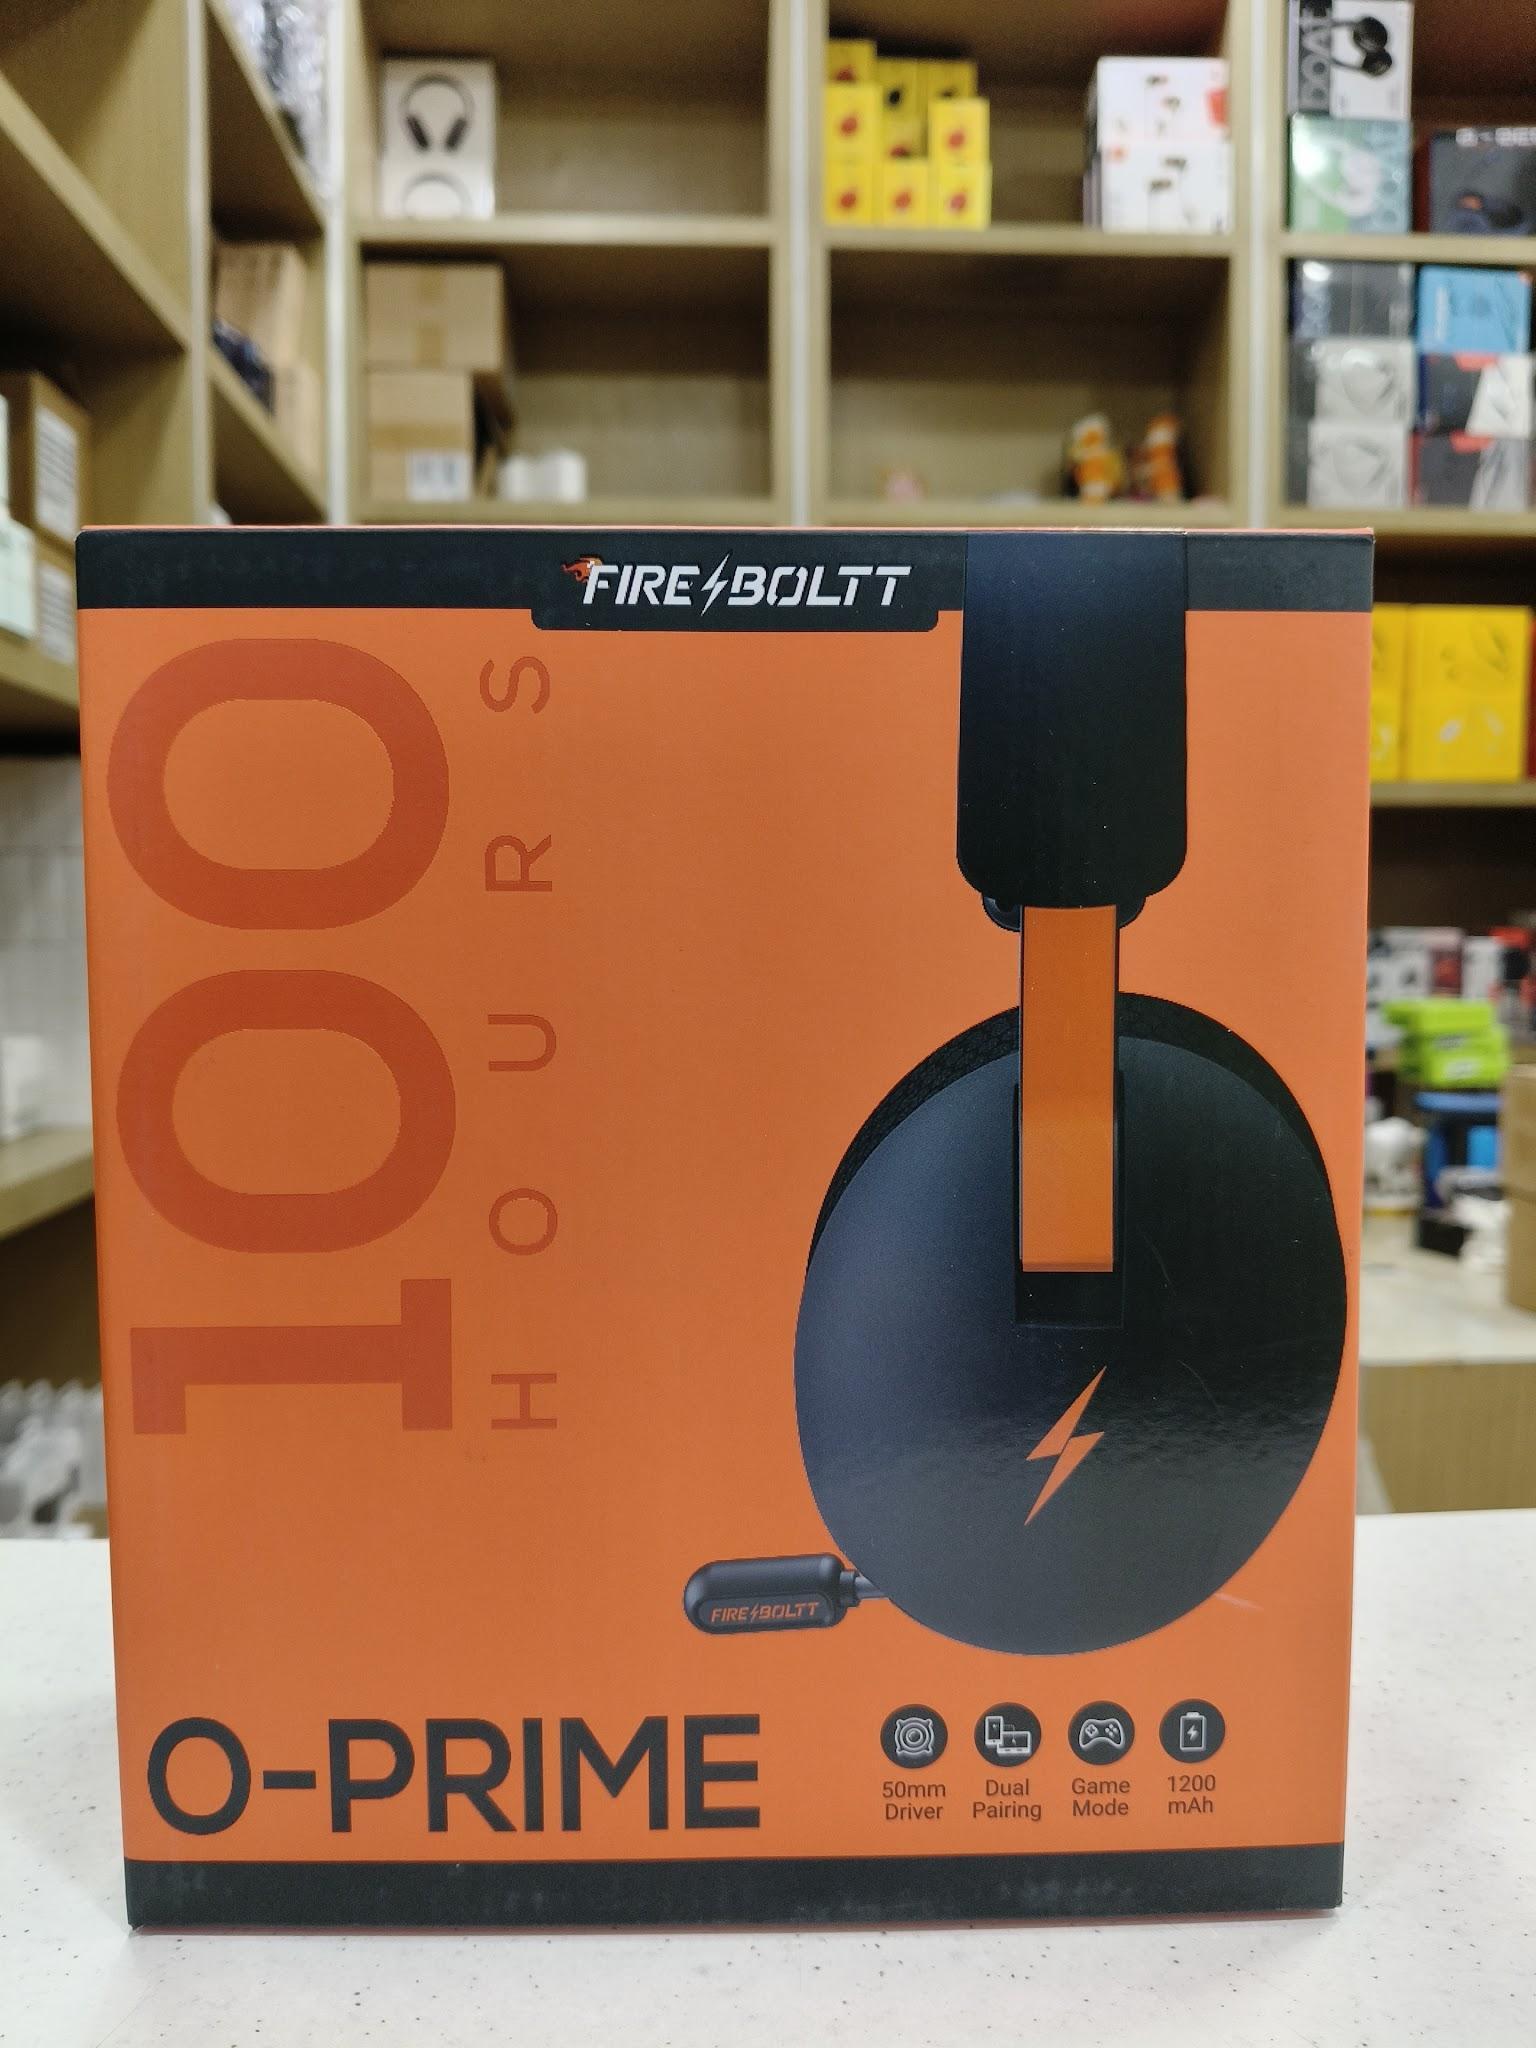 FIRE BOLTT
100
HOURS
FIRE BOLTT
O-PRIME
50mm
Driver
Dual
Pairing
Game
Mode
1200
mAh